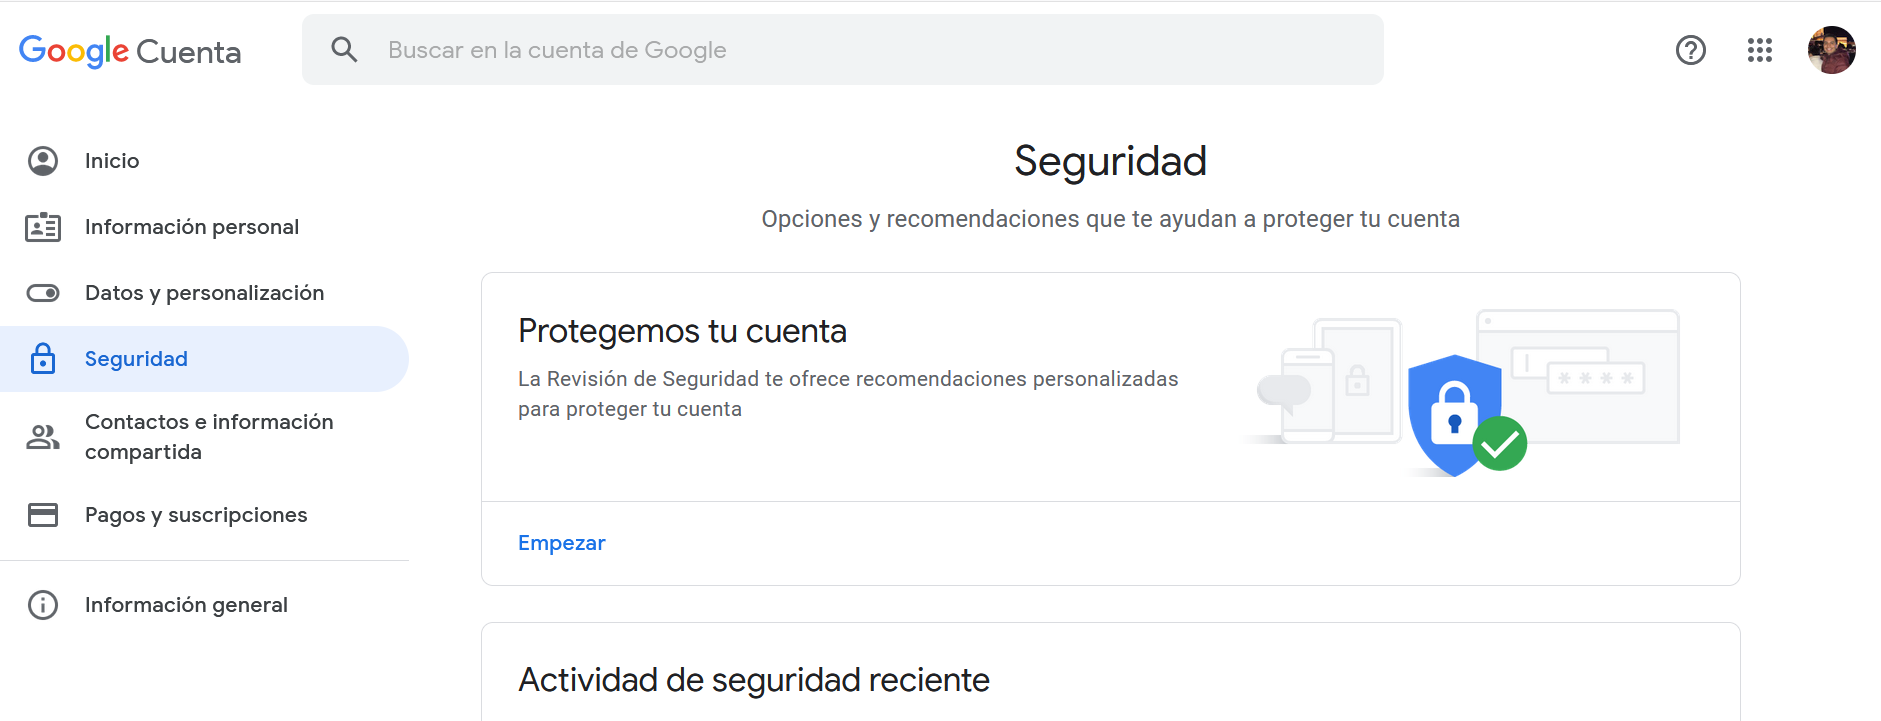 Google Cuenta
Buscar en la cuenta de Google
Inicio
Información personal
Datos y personalización
Seguridad
Contactos e información
compartida
Pagos y suscripciones
Información general
Seguridad
Opciones y recomendaciones que te ayudan a proteger tu cuenta
Protegemos tu cuenta
La Revisión de Seguridad te ofrece recomendaciones personalizadas
para proteger tu cuenta
****
Empezar
Actividad de seguridad reciente